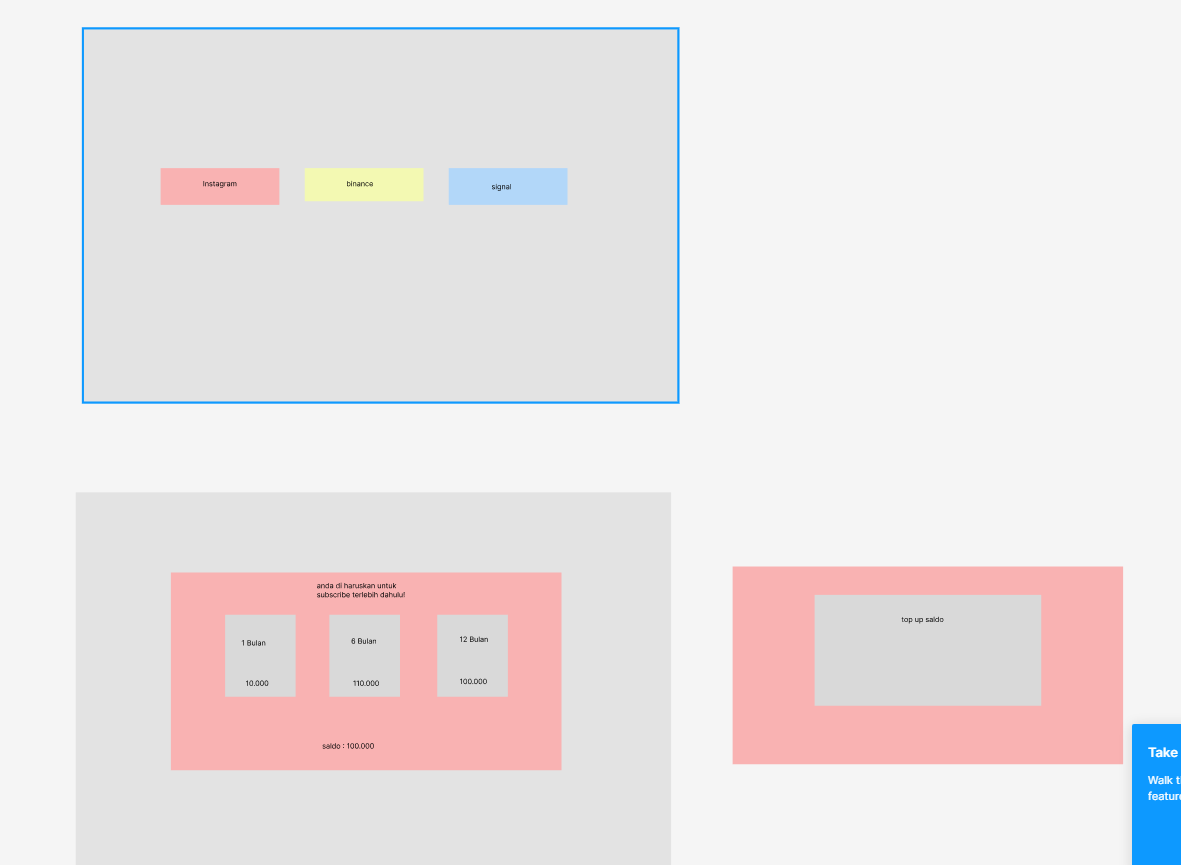 Instagram
binance
signal
anda di haruskan untuk
subscribe terlebih dahulu!
1 Bulan
6 Bulan
12 Bulan
10.000
110.000
100.000
saldo : 100.000
top up saldo
Take
Walk